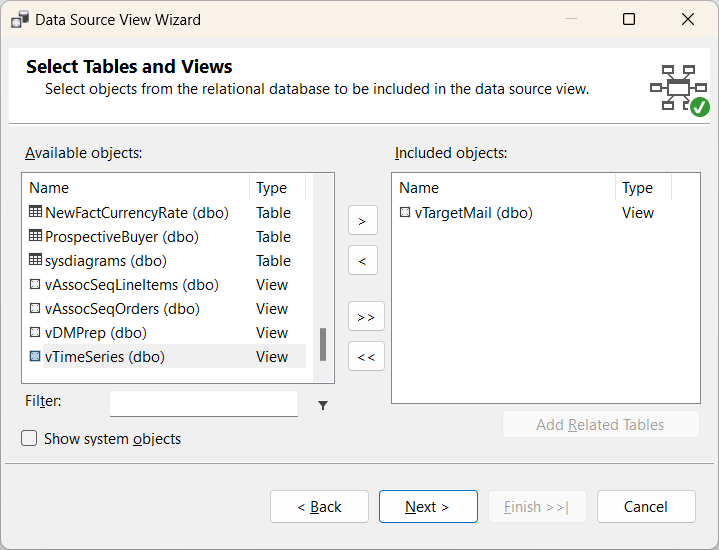 Data Source View Wizard
Select Tables and Views
Select objects from the relational database to be included in the data source view.
Available objects:
Name Type
NewFactCurrencyRate (dbo) Table
ProspectiveBuyer (dbo) Table
sysdiagrams (dbo) Table
vAssocSeqLineItems (dbo) View
vAssocSeqOrders (dbo) View
vDMPrep (dbo) View
vTimeSeries (dbo) View
Filter:
Show system objects
>
<
>>
<<
Included objects:
Name Type
vTargetMail (dbo) View
Add Related Tables
< Back Next > Finish >>| Cancel